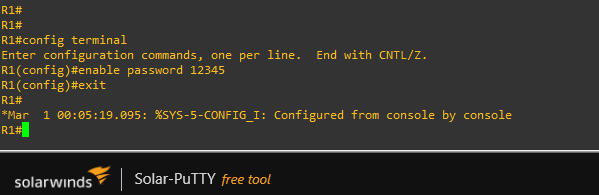 R1#
R1#
R1#config terminal
Enter configuration commands, one per line.  End with CNTL/Z.
R1(config)#enable password 12345
R1(config)#exit
R1#
*Mar  1 00:05:19.095: %SYS-5-CONFIG_I: Configured from console by console
R1#
solarwinds | Solar-PuTTY free tool